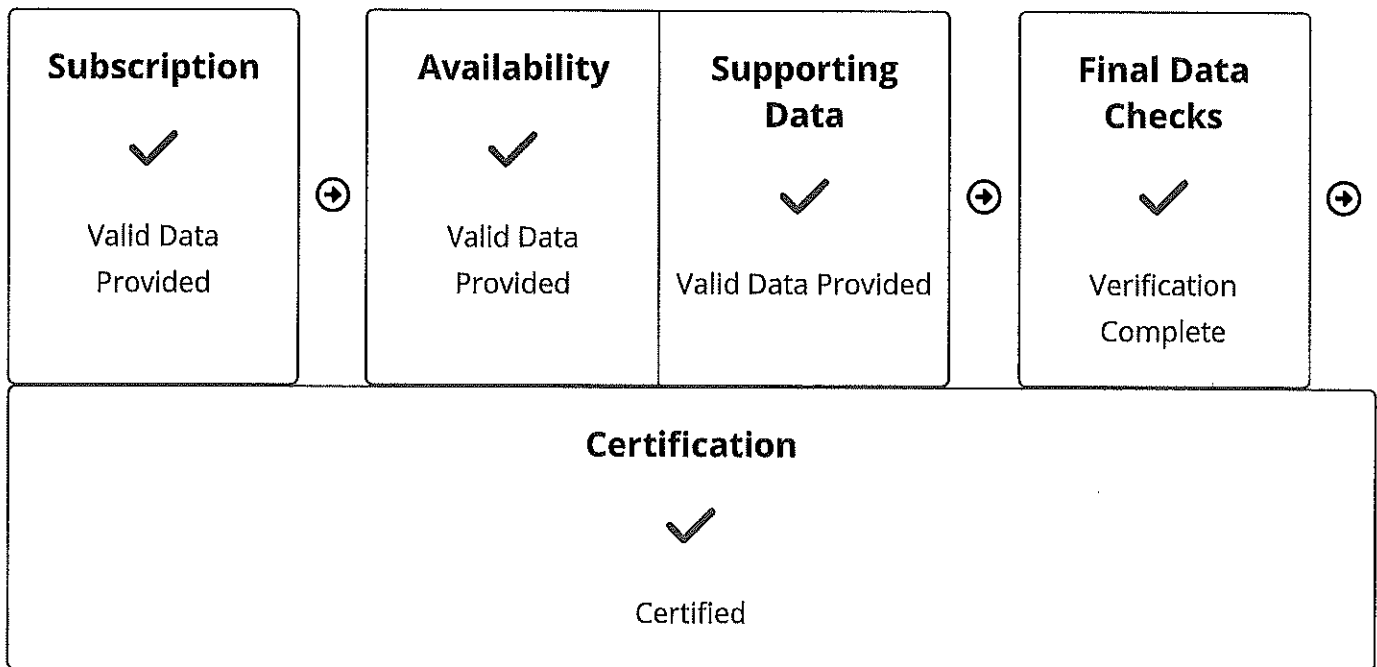 Subscription
Valid Data
Provided
Availability
Valid Data
Provided
Supporting
Data
Valid Data Provided
Final Data
Checks
Verification
Complete
Certification
Certified